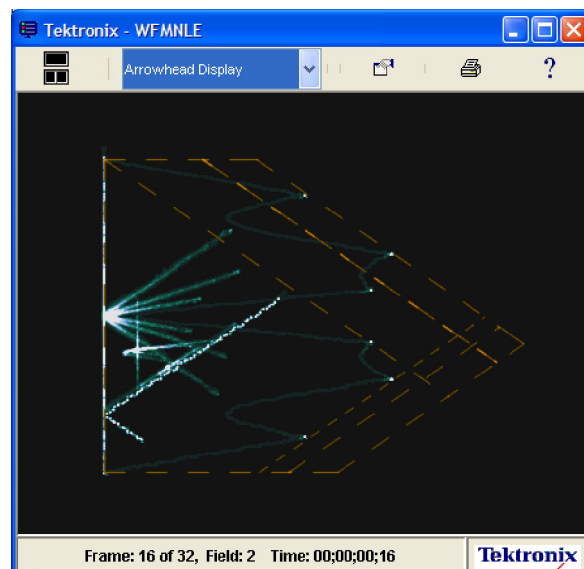 Tektronix - WFMNLE
Arrowhead Display
?
Frame: 16 of 32, Field: 2 Time: 00;00;00;16
Tektronix